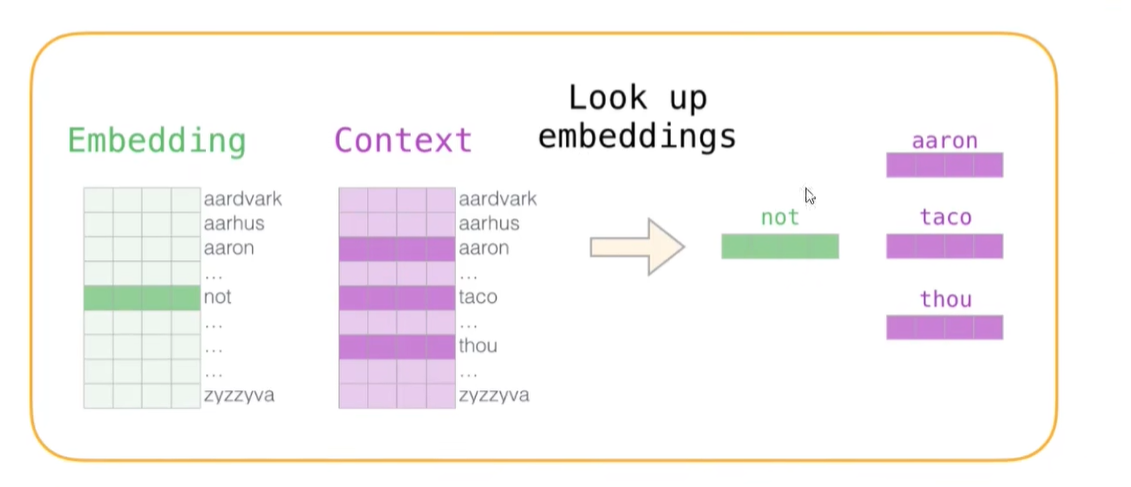 Look up
embeddings
Embedding
Context
aardvark
aarhus
aaron
...
not
...
...
...
zyzzyva
aardvark
aarhus
aaron
...
taco
...
thou
...
zyzzyva
not
aaron
taco
thou